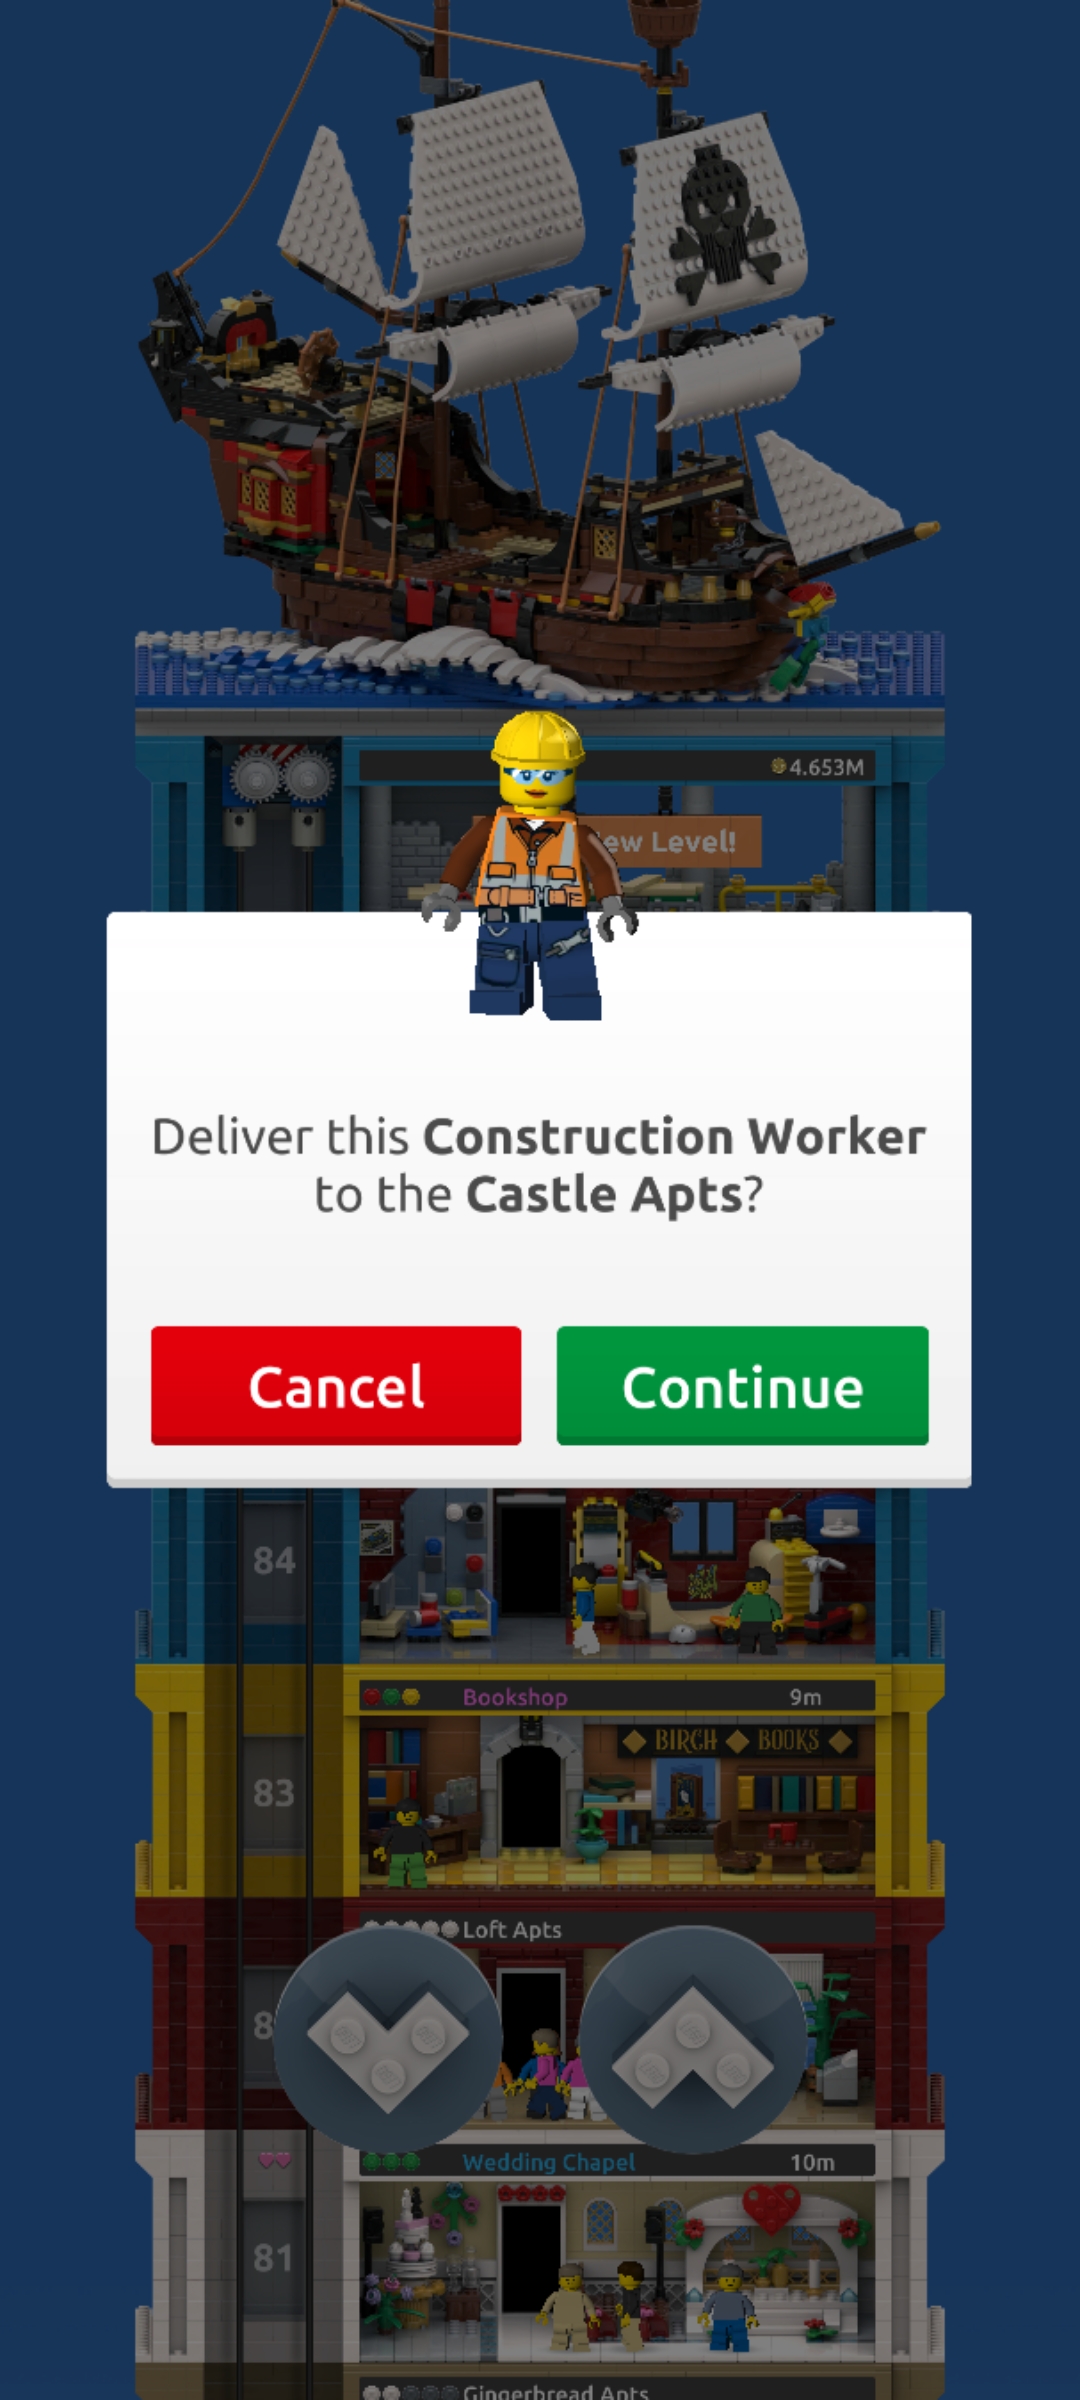 4.653M
ew Level!
Deliver this Construction Worker
to the Castle Apts?
Cancel
Continue
84
Bookshop
9m
BIRCH
BOOKS
83
Loft Apts
8
Wedding Chapel
10m
81
Gingerbread Apts